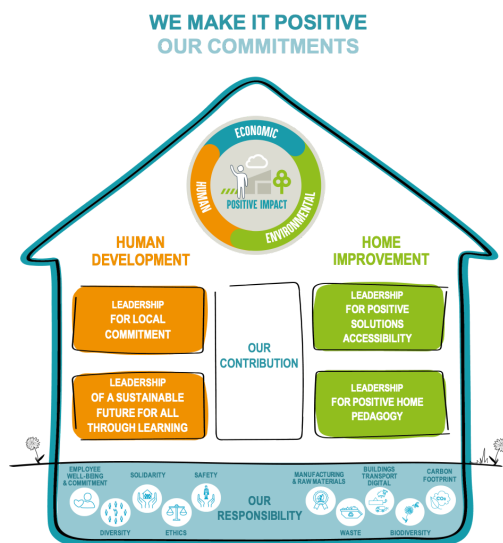 WE MAKE IT POSITIVE
OUR COMMITMENTS
ECONOMIC
HUMAN
ENVIRONMENTAL
POSITIVE IMPACT
HUMAN
DEVELOPMENT
HOME
IMPROVEMENT
LEADERSHIP
FOR LOCAL
COMMITMENT
LEADERSHIP
OF A SUSTAINABLE
FUTURE FOR ALL
THROUGH LEARNING
OUR
CONTRIBUTION
LEADERSHIP
FOR POSITIVE
SOLUTIONS
ACCESSIBILITY
LEADERSHIP
FOR POSITIVE HOME
PEDAGOGY
EMPLOYEE
WELL-BEING
& COMMITMENT
DIVERSITY
SOLIDARITY
ETHICS
SAFETY
OUR
RESPONSIBILITY
MANUFACTURING
& RAW MATERIALS
WASTE
BUILDINGS
TRANSPORT
DIGITAL
BIODIVERSITY
CARBON
FOOTPRINT
CO₂